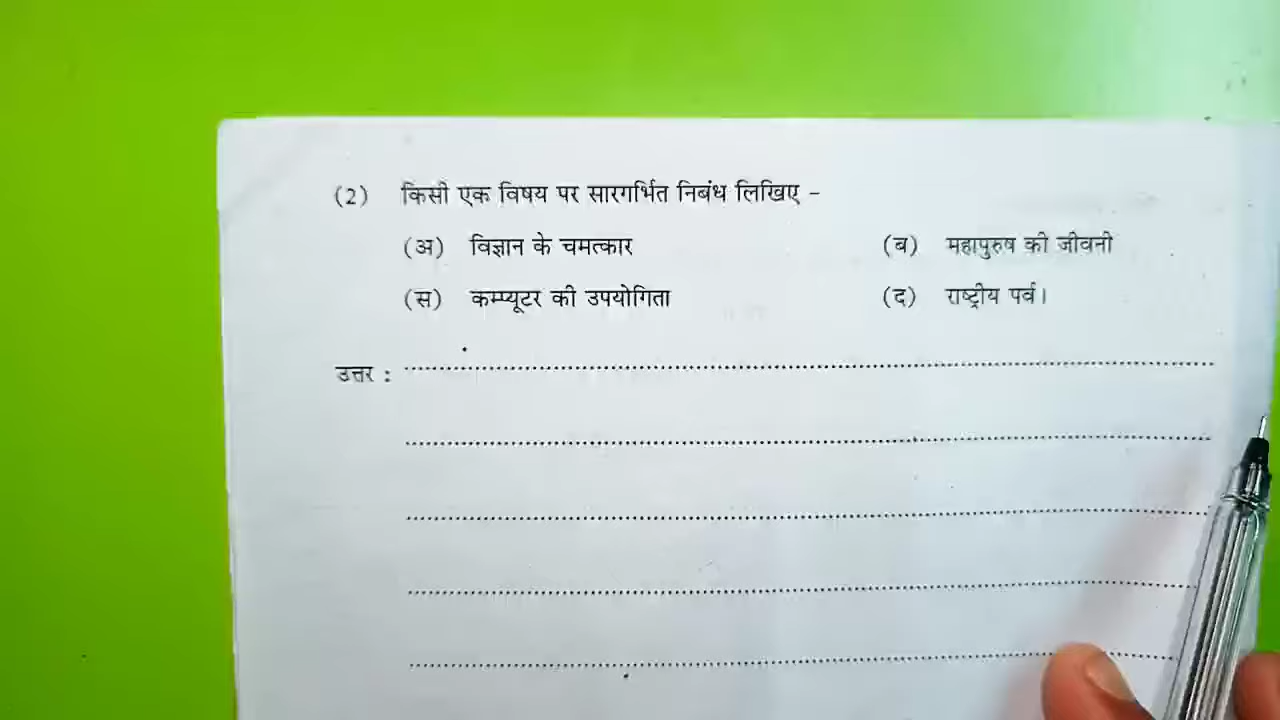 (2) किसी एक विषय पर सारगर्भित निबंध लिखिए –
(अ) विज्ञान के चमत्कार (ब) महापुरुष की जीवनी
(स) कम्प्यूटर की उपयोगिता (द) राष्ट्रीय पर्व।
उत्तर :